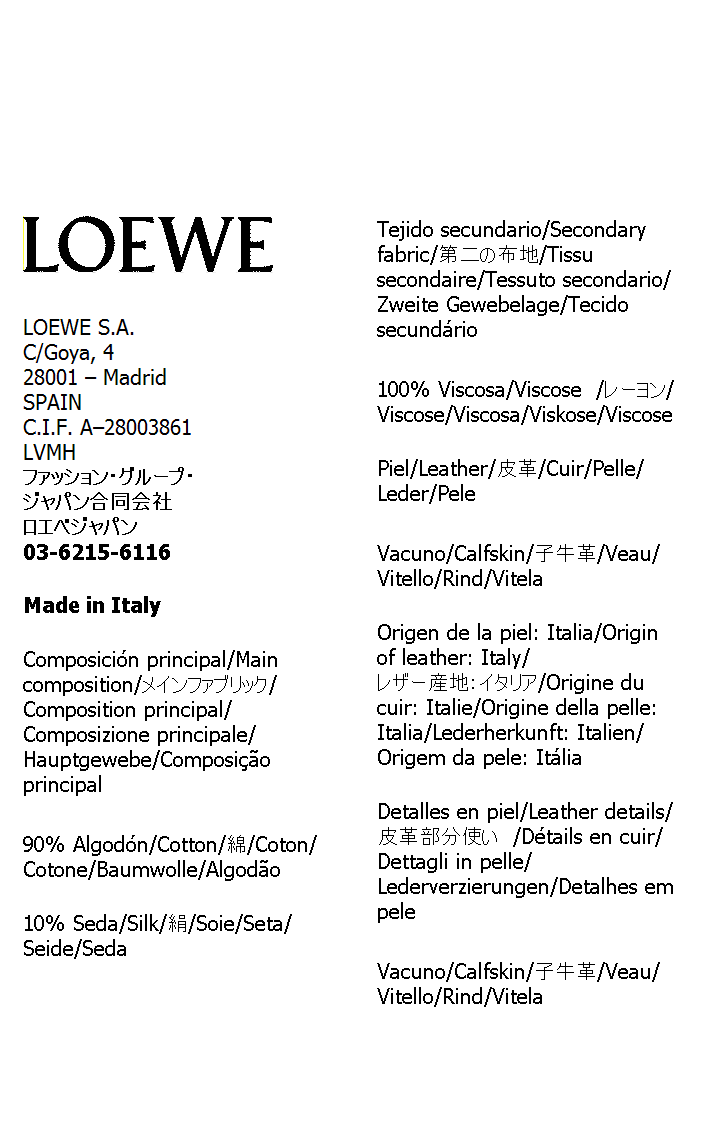 LOEWE
LOEWE S.A.
C/Goya, 4
28001 – Madrid
SPAIN
C.I.F. A–28003861
LVMH
ファッション・グループ・
ジャパン合同会社
ロエベジャパン
03-6215-6116
Made in Italy
Composición principal/Main
composition/メインファブリック/
Composition principal/
Composizione principale/
Hauptgewebe/Composição
principal
90% Algodón/Cotton/綿/Coton/
Cotone/Baumwolle/Algodão
10% Seda/Silk/絹/Soie/Seta/
Seide/Seda
Tejido secundario/Secondary
fabric/第二の布地/Tissu
secondaire/Tessuto secondario/
Zweite Gewebelage/Tecido
secundário
100% Viscosa/Viscose /レーヨン/
Viscose/Viscosa/Viskose/Viscose
Piel/Leather/皮革/Cuir/Pelle/
Leder/Pele
Vacuno/Calfskin/子牛革/Veau/
Vitello/Rind/Vitela
Origen de la piel: Italia/Origin
of leather: Italy/
レザー産地：イタリア/Origine du
cuir: Italie/Origine della pelle:
Italia/Lederherkunft: Italien/
Origem da pele: Itália
Detalles en piel/Leather details/
皮革部分使い /Détails en cuir/
Dettagli in pelle/
Lederverzierungen/Detalhes em
pele
Vacuno/Calfskin/子牛革/Veau/
Vitello/Rind/Vitela